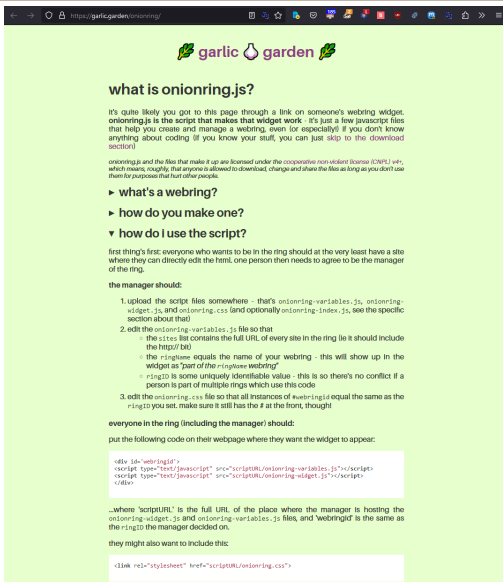 https://garlic.garden/onionring/
garlic garden
what is onionring.js?
it's quite likely you got to this page through a link on someone's webring widget.
onionring.js is the script that makes that widget work - it's just a few javascript files
that help you create and manage a webring, even (or especially!) if you don't know
anything about coding (if you know your stuff, you can just skip to the download
section)
onionring.js and the files that make it up are licensed under the cooperative non-violent license (CNPL) v4+,
which means, roughly, that anyone is allowed to download, change and share the files as long as you don't use
them for purposes that hurt other people.
▸ what's a webring?
▸ how do you make one?
▾ how do i use the script?
first thing's first: everyone who wants to be in the ring should at the very least have a site
where they can directly edit the html. one person then needs to agree to be the manager
of the ring.
the manager should:
1. upload the script files somewhere - that's onionring-variables.js, onionring-
widget.js, and onionring.css (and optionally onionring-index.js, see the specific
section about that)
2. edit the onionring-variables.js file so that
◦ the sites list contains the full URL of every site in the ring (ie it should include
the http:// bit)
◦ the ringName equals the name of your webring - this will show up in the
widget as "part of the ringName webring"
◦ ringID is some uniquely identifiable value - this is so there's no conflict if a
person is part of multiple rings which use this code
3. edit the onionring.css file so that all instances of #webringid equal the same as the
ringID you set. make sure it still has the # at the front, though!
everyone in the ring (including the manager) should:
put the following code on their webpage where they want the widget to appear:
<div id='webringid'>
<script type="text/javascript" src="scriptURL/onionring-variables.js"></script>
<script type="text/javascript" src="scriptURL/onionring-widget.js"></script>
</div>
...where 'scriptURL' is the full URL of the place where the manager is hosting the
onionring-widget.js and onionring-variables.js files, and 'webringid' is the same as
the ringID the manager decided on.
they might also want to include this:
<link rel="stylesheet" href="scriptURL/onionring.css">